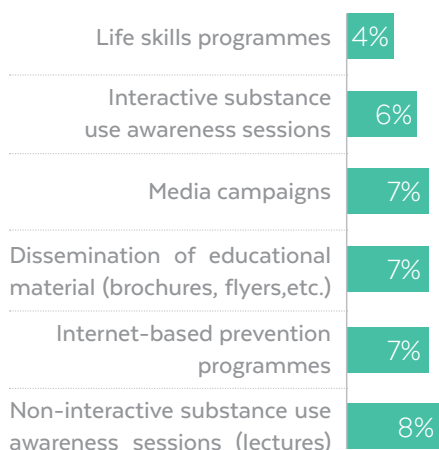 Life skills programmes 4%
Interactive substance
use awareness sessions 6%
Media campaigns 7%
Dissemination of educational
material (brochures, flyers,etc.) 7%
Internet-based prevention
programmes 7%
Non-interactive substance use
awareness sessions (lectures) 8%